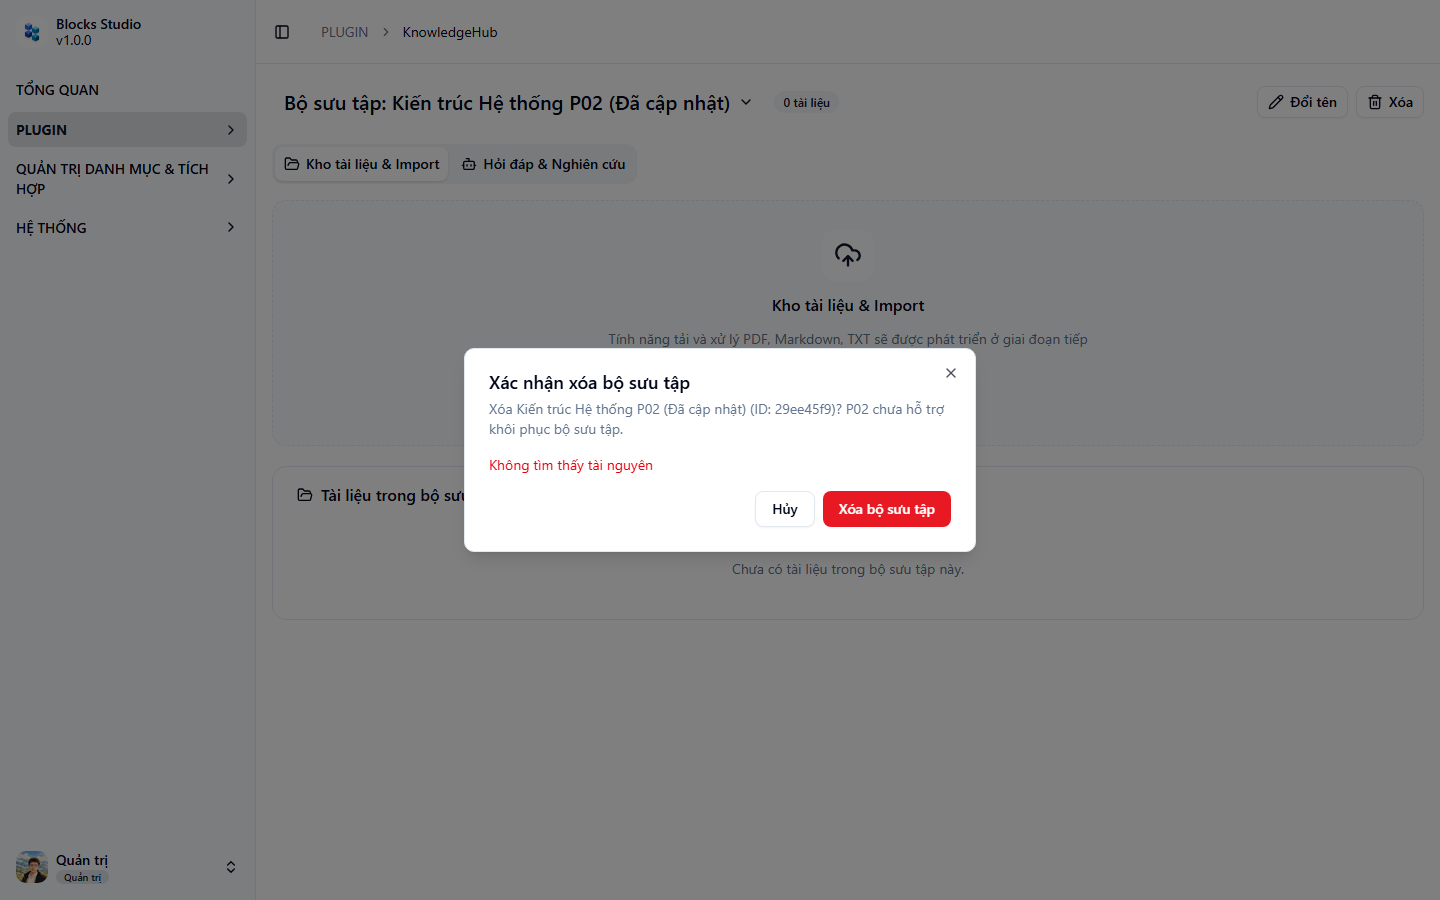 Blocks Studio
v1.0.0
PLUGIN
KnowledgeHub
TỔNG QUAN
PLUGIN
QUẢN TRỊ DANH MỤC & TÍCH
HỢP
HỆ THỐNG
Bộ sưu tập: Kiến trúc Hệ thống P02 (Đã cập nhật)
0 tài liệu
Đổi tên
Xóa
Kho tài liệu & Import
Hỏi đáp & Nghiên cứu
Kho tài liệu & Import
Tính năng tải và xử lý PDF, Markdown, TXT sẽ được phát triển ở giai đoạn tiếp
Xác nhận xóa bộ sưu tập
Xóa Kiến trúc Hệ thống P02 (Đã cập nhật) (ID: 29ee45f9)? P02 chưa hỗ trợ
khôi phục bộ sưu tập.
Không tìm thấy tài nguyên
Hủy
Xóa bộ sưu tập
Tài liệu trong bộ sưu
Chưa có tài liệu trong bộ sưu tập này.
Quản trị
Quản trị